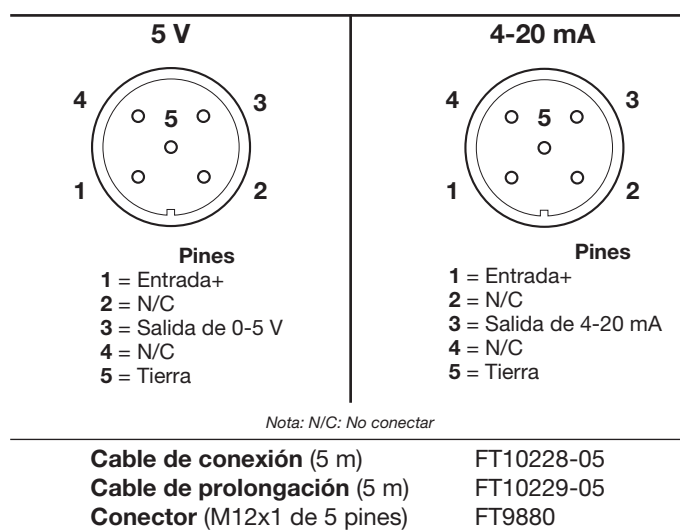 5 V
4 5 3
1 2
Pines
1 = Entrada+
2 = N/C
3 = Salida de 0-5 V
4 = N/C
5 = Tierra
4-20 mA
4 5 3
1 2
Pines
1 = Entrada+
2 = N/C
3 = Salida de 4-20 mA
4 = N/C
5 = Tierra
Nota: N/C: No conectar
Cable de conexión (5 m) FT10228-05
Cable de prolongación (5 m) FT10229-05
Conector (M12x1 de 5 pines) FT9880